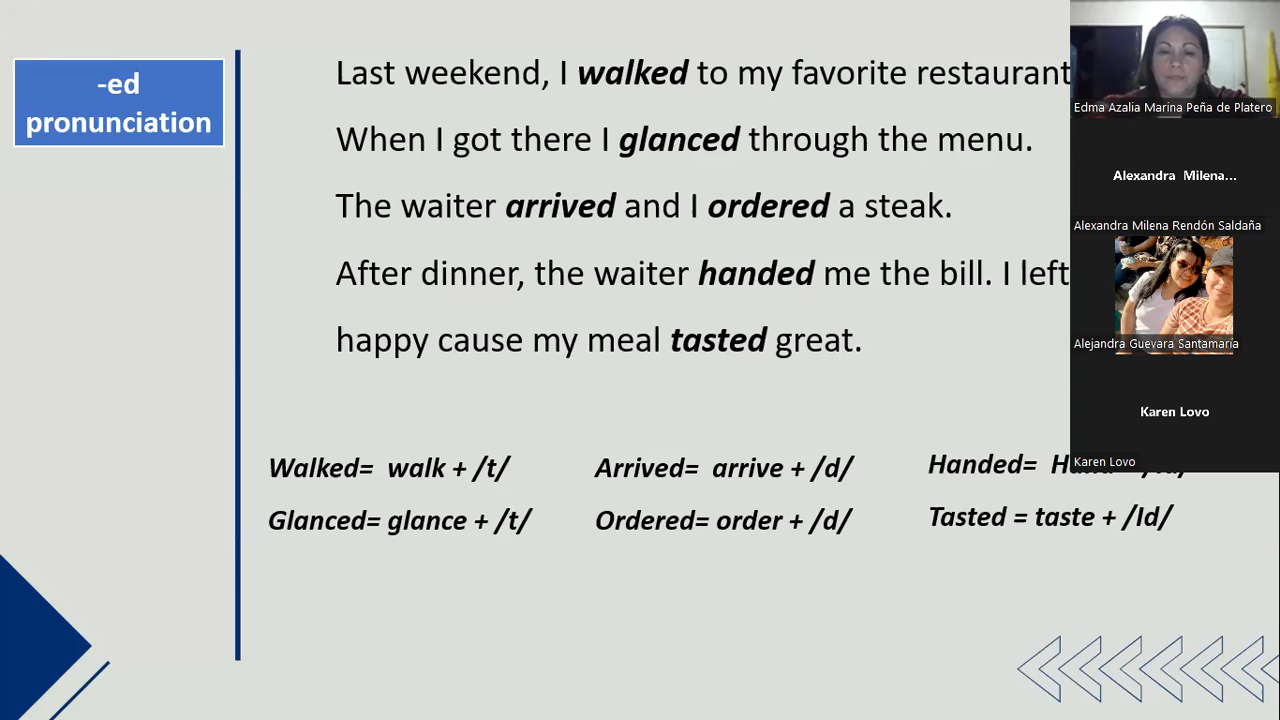 -ed
pronunciation
Last weekend, I walked to my favorite restaurant
When I got there I glanced through the menu.
The waiter arrived and I ordered a steak.
After dinner, the waiter handed me the bill. I left
happy cause my meal tasted great.
Walked= walk + /t/
Glanced= glance + /t/
Arrived= arrive + /d/
Ordered= order + /d/
Handed=
Tasted = taste + /Id/
Edma Azalia Marina Peña de Platero
Alexandra Milena...
Alexandra Milena Rendón Saldaña
Alejandra Guevara Santamaría
Karen Lovo
Karen Lovo